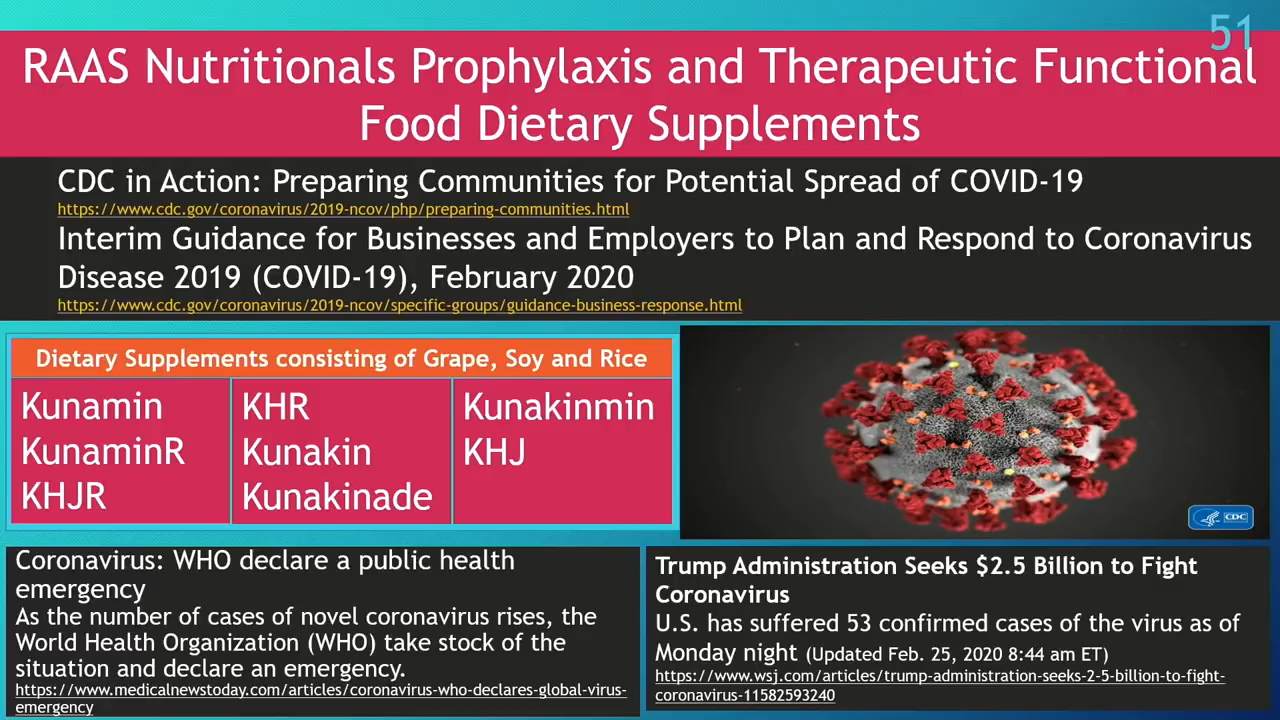 51
RAAS Nutritionals Prophylaxis and Therapeutic Functional
Food Dietary Supplements
CDC in Action: Preparing Communities for Potential Spread of COVID-19
https://www.cdc.gov/coronavirus/2019-ncov/php/preparing-communities.html
Interim Guidance for Businesses and Employers to Plan and Respond to Coronavirus
Disease 2019 (COVID-19), February 2020
https://www.cdc.gov/coronavirus/2019-ncov/specific-groups/guidance-business-response.html
Dietary Supplements consisting of Grape, Soy and Rice
Kunamin
KunaminR
KHJR
KHR
Kunakin
Kunakinade
Kunakinmin
KHJ
CDC
Coronavirus: WHO declare a public health
emergency
As the number of cases of novel coronavirus rises, the
World Health Organization (WHO) take stock of the
situation and declare an emergency.
https://www.medicalnewstoday.com/articles/coronavirus-who-declares-global-virus-
emergency
Trump Administration Seeks $2.5 Billion to Fight
Coronavirus
U.S. has suffered 53 confirmed cases of the virus as of
Monday night (Updated Feb. 25, 2020 8:44 am ET)
https://www.wsj.com/articles/trump-administration-seeks-2-5-billion-to-fight-
coronavirus-11582593240